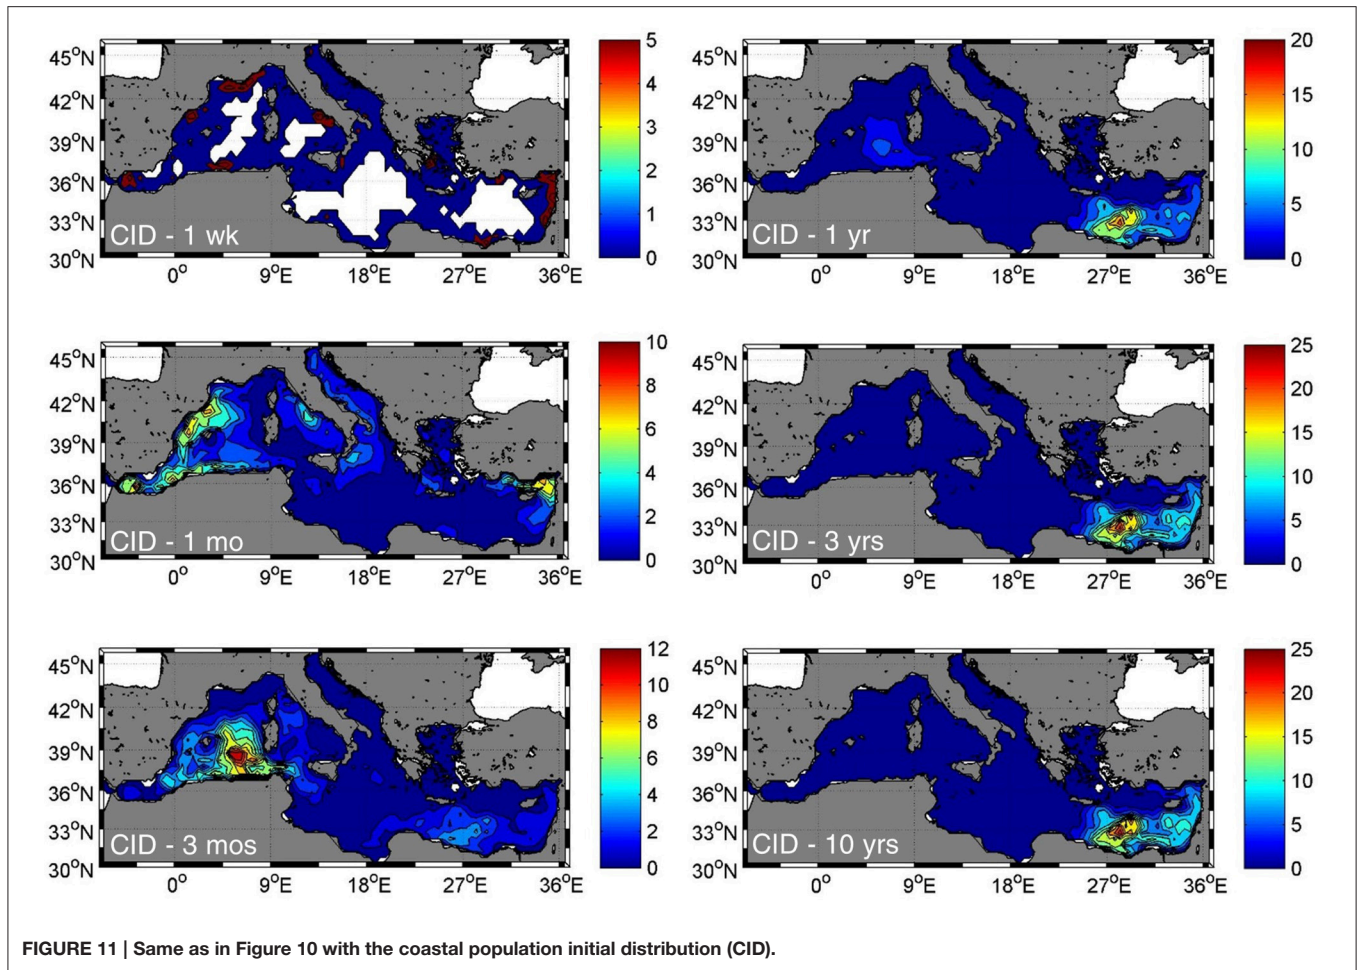 45°N
42°N
39°N
36°N
33°N
30°N
CID - 1 wk
0°
9°E
18°E
27°E
36°E
5
4
3
2
1
0
45°N
42°N
39°N
36°N
33°N
30°N
CID - 1 yr
0°
9°E
18°E
27°E
36°E
20
15
10
5
0
45°N
42°N
39°N
36°N
33°N
30°N
CID - 1 mo
0°
9°E
18°E
27°E
36°E
10
8
6
4
2
0
45°N
42°N
39°N
36°N
33°N
30°N
CID - 3 yrs
0°
9°E
18°E
27°E
36°E
25
20
15
10
5
0
45°N
42°N
39°N
36°N
33°N
30°N
CID - 3 mos
0°
9°E
18°E
27°E
36°E
12
10
8
6
4
2
0
45°N
42°N
39°N
36°N
33°N
30°N
CID - 10 yrs
0°
9°E
18°E
27°E
36°E
25
20
15
10
5
0
FIGURE 11 | Same as in Figure 10 with the coastal population initial distribution (CID).